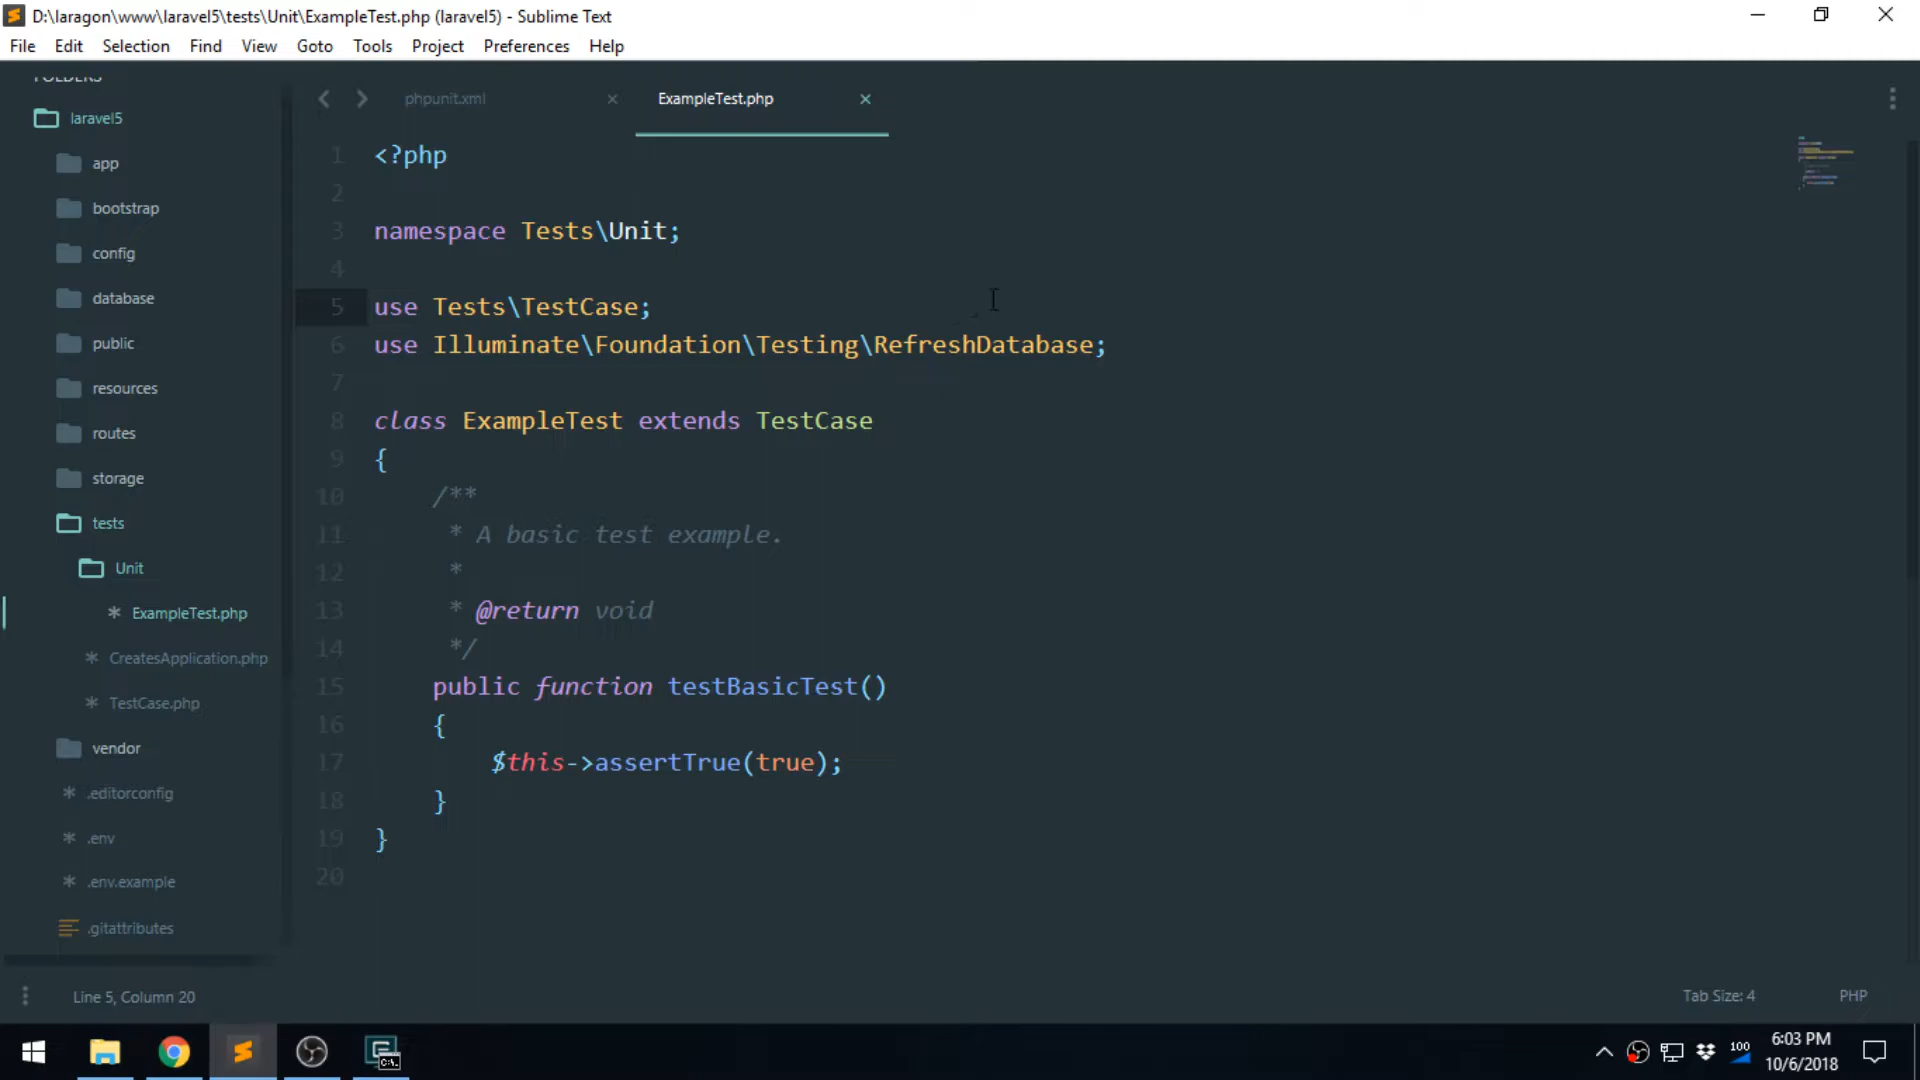 D:\laragon\www\laravel5\tests\Unit\ExampleTest.php (laravel5) - Sublime Text
File Edit Selection Find View Goto Tools Project Preferences Help
FOLDERS
laravel5
app
bootstrap
config
database
public
resources
routes
storage
tests
Unit
ExampleTest.php
CreatesApplication.php
TestCase.php
vendor
.editorconfig
.env
.env.example
.gitattributes
phpunit.xml
ExampleTest.php
1 <?php
2
3 namespace Tests\Unit;
4
5 use Tests\TestCase;
6 use Illuminate\Foundation\Testing\RefreshDatabase;
7
8 class ExampleTest extends TestCase
9 {
10 /**
11 * A basic test example.
12 *
13 * @return void
14 */
15 public function testBasicTest()
16 {
17 $this->assertTrue(true);
18 }
19 }
20
Line 5, Column 20
Tab Size: 4
PHP
C:\.
100
6:03 PM
10/6/2018